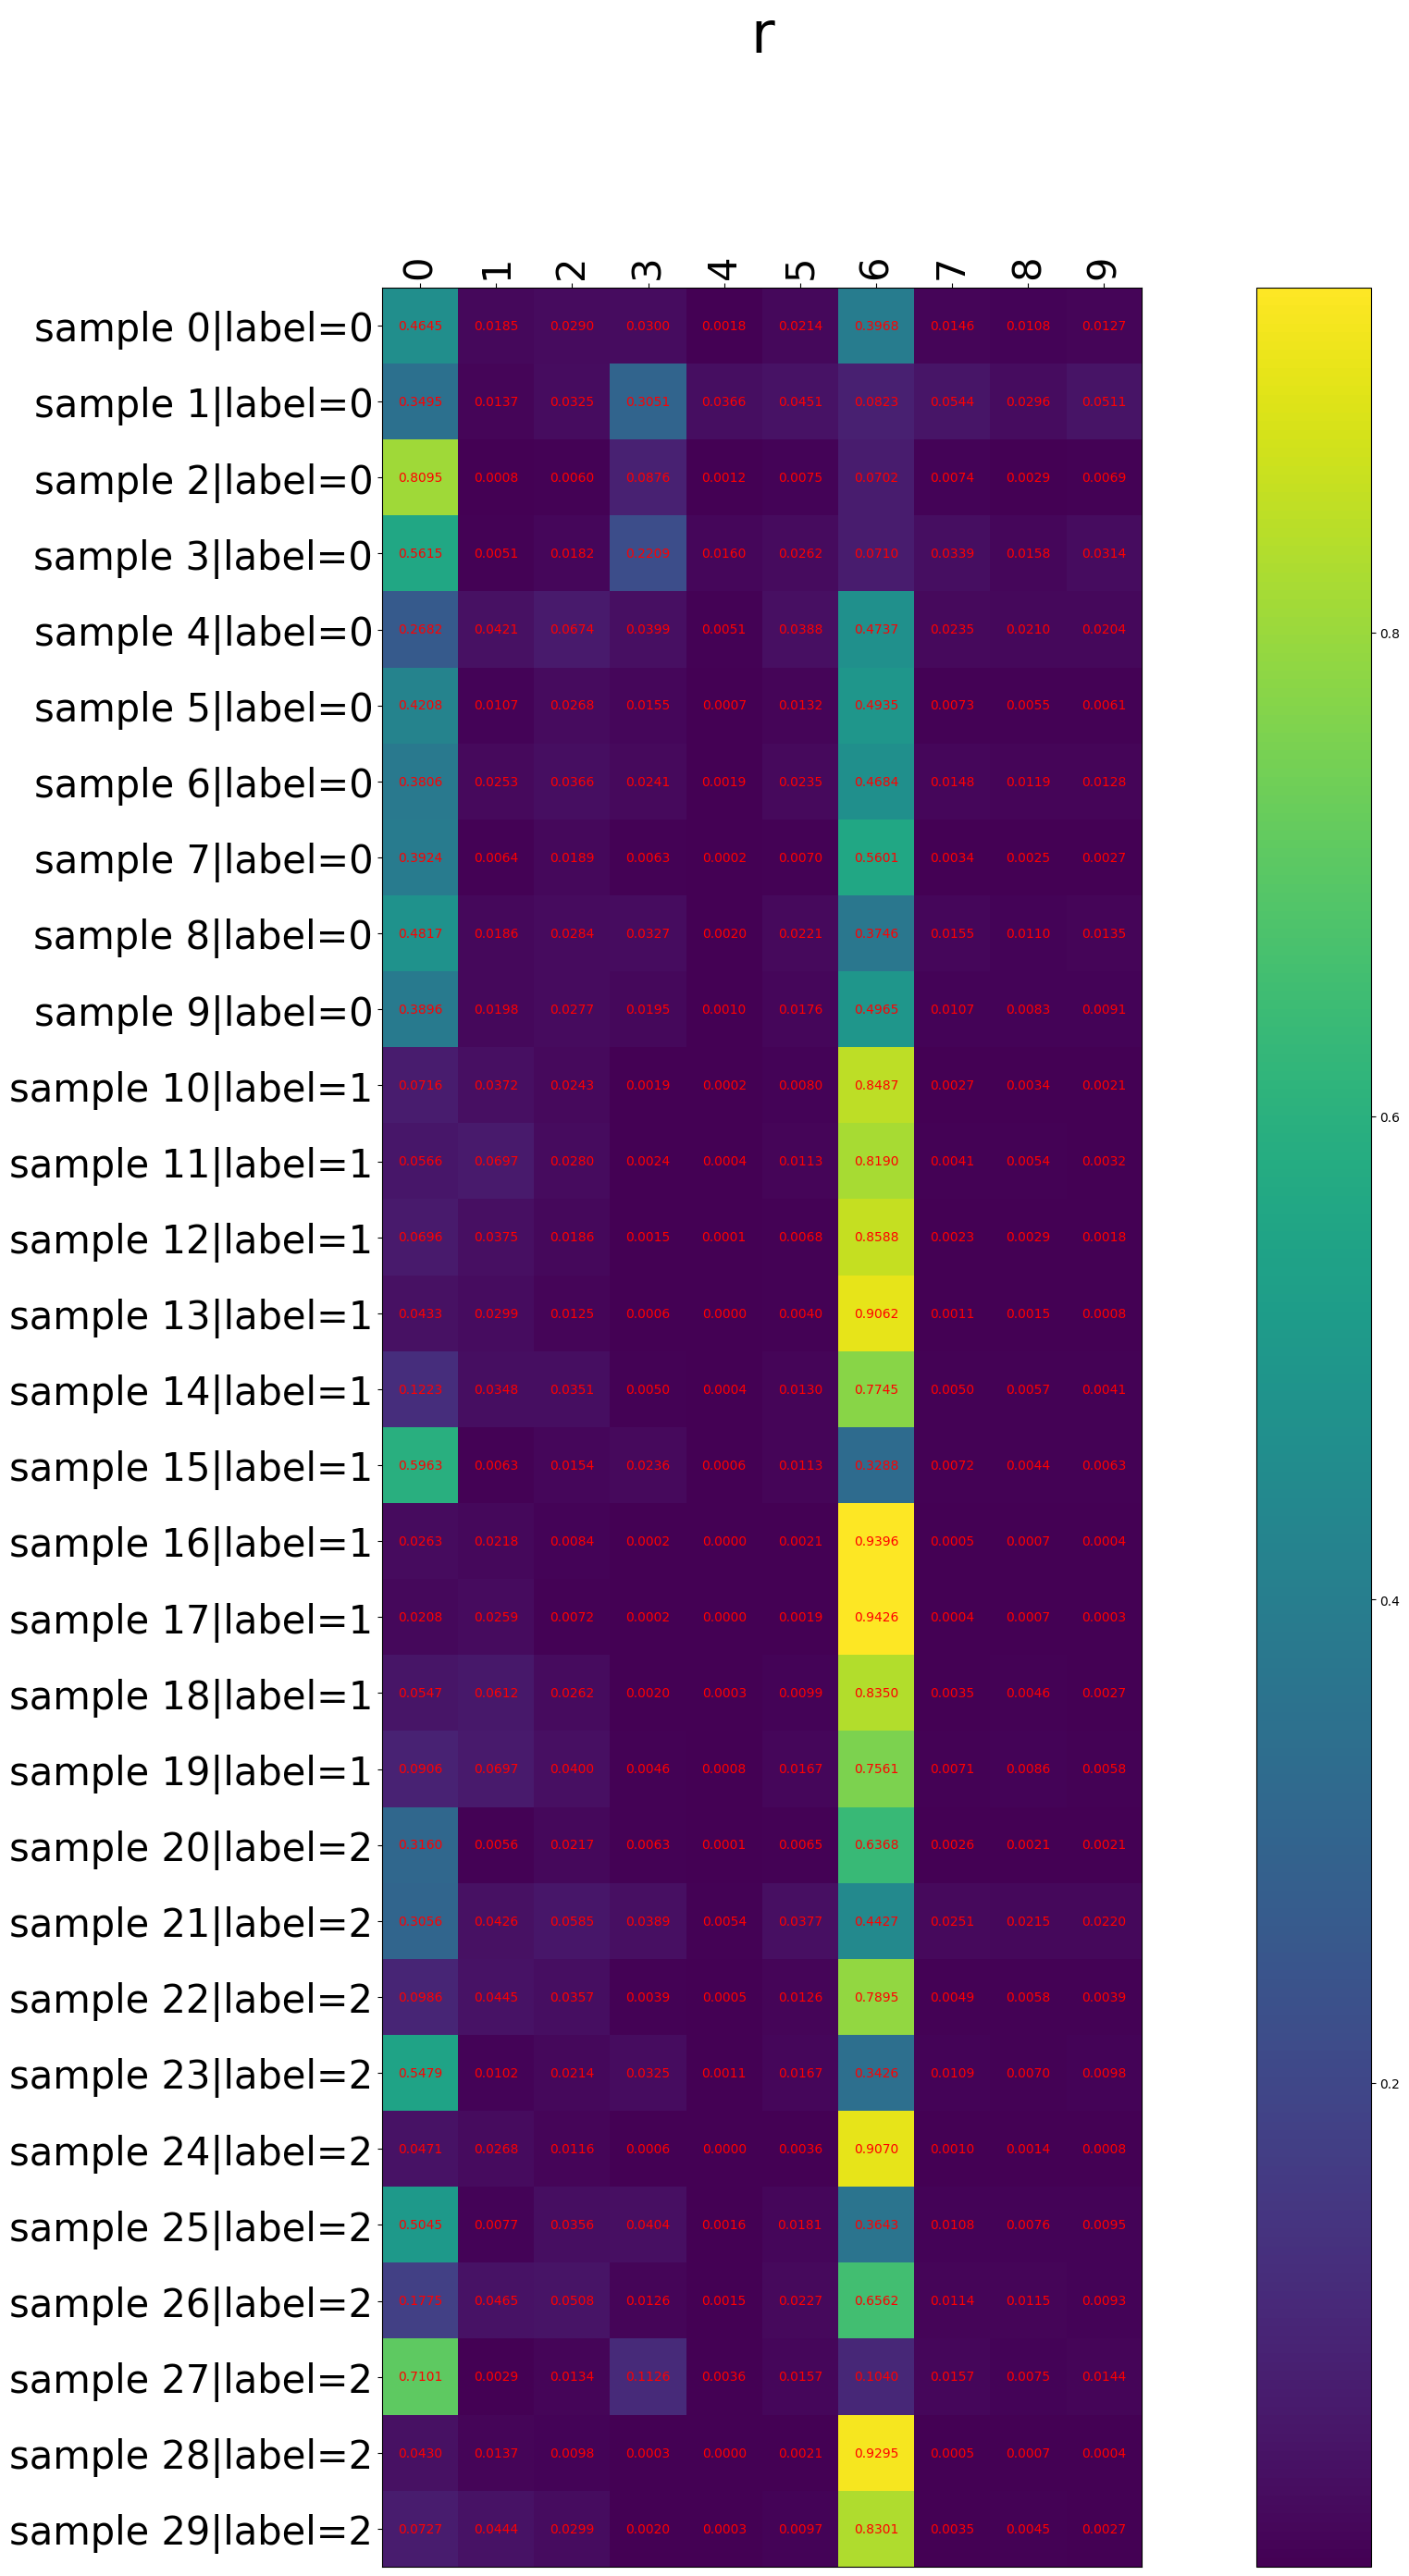 r
0 1 2 3 4 5 6 7 8 9
sample 0|label=0 0.4645 0.0185 0.0290 0.0300 0.0018 0.0214 0.3968 0.0146 0.0108 0.0127
sample 1|label=0 0.3495 0.0137 0.0325 0.3051 0.0366 0.0451 0.0823 0.0544 0.0296 0.0511
sample 2|label=0 0.8095 0.0008 0.0060 0.0876 0.0012 0.0075 0.0702 0.0074 0.0029 0.0069
sample 3|label=0 0.5615 0.0051 0.0182 0.0160 0.0262 0.0710 0.0339 0.0158 0.0314
sample 4|label=0 0.2682 0.0421 0.0674 0.0399 0.0051 0.0388 0.4737 0.0235 0.0210 0.0204
0.8
sample 5|label=0 0.4208 0.0107 0.0268 0.0155 0.0007 0.0132 0.4935 0.0073 0.0055 0.0061
sample 6|label=0 0.3806 0.0253 0.0366 0.0241 0.0019 0.0235 0.4684 0.0148 0.0119 0.0128
sample 7|label=0 0.3924 0.0064 0.0189 0.0063 0.0002 0.0070 0.5601 0.0034 0.0025 0.0027
sample 8|label=0 0.4817 0.0186 0.0284 0.0327 0.0020 0.0221 0.3746 0.0155 0.0110 0.0135
sample 9|label=0 0.3896 0.0198 0.0277 0.0195 0.0010 0.0176 0.4965 0.0107 0.0083 0.0091
sample 10|label=1 0.0716 0.0372 0.0243 0.0019 0.0002 0.0080 0.8487 0.0027 0.0034 0.0021
0.6
sample 11|label=1 0.0566 0.0697 0.0280 0.0024 0.0004 0.0113 0.8190 0.0041 0.0054 0.0032
sample 12|label=1 0.0696 0.0375 0.0186 0.0015 0.0001 0.0068 0.8588 0.0023 0.0029 0.0018
sample 13|label=1 0.0433 0.0299 0.0125 0.0006 0.0000 0.0040 0.9062 0.0011 0.0015 0.0008
sample 14|label=1 0.1223 0.0348 0.0351 0.0050 0.0004 0.0130 0.7745 0.0050 0.0057 0.0041
sample 15|label=1 0.5963 0.0063 0.0154 0.0236 0.0006 0.0113 0.3288 0.0072 0.0044 0.0063
sample 16|label=1 0.0263 0.0218 0.0084 0.0002 0.0000 0.0021 0.9396 0.0005 0.0007 0.0004
0.4
sample 17|label=1 0.0208 0.0259 0.0072 0.0002 0.0000 0.0019 0.9426 0.0004 0.0007 0.0003
sample 18|label=1 0.0547 0.0612 0.0262 0.0020 0.0003 0.0099 0.8350 0.0035 0.0046 0.0027
sample 19|label=1 0.0906 0.0697 0.0400 0.0046 0.0008 0.0167 0.7561 0.0071 0.0086 0.0058
sample 20|label=2 0.3160 0.0056 0.0217 0.0063 0.0001 0.0065 0.6368 0.0026 0.0021 0.0021
sample 21|label=2 0.3056 0.0426 0.0585 0.0389 0.0054 0.0377 0.4427 0.0251 0.0215 0.0220
sample 22|label=2 0.0986 0.0445 0.0357 0.0039 0.0005 0.0126 0.7895 0.0049 0.0058 0.0039
sample 23|label=2 0.5479 0.0102 0.0214 0.0325 0.0011 0.0167 0.3426 0.0109 0.0070 0.0098
0.2
sample 24|label=2 0.0471 0.0268 0.0116 0.0006 0.0000 0.0036 0.9070 0.0010 0.0014 0.0008
sample 25|label=2 0.5045 0.0077 0.0356 0.0404 0.0016 0.0181 0.3643 0.0108 0.0076 0.0095
sample 26|label=2 0.1775 0.0465 0.0508 0.0126 0.0015 0.0227 0.6562 0.0114 0.0115 0.0093
sample 27|label=2 0.7101 0.0029 0.0134 0.1126 0.0036 0.0157 0.1040 0.0157 0.0075 0.0144
sample 28|label=2 0.0430 0.0137 0.0098 0.0003 0.0000 0.0021 0.9295 0.0005 0.0007 0.0004
sample 29|label=2 0.0727 0.0444 0.0299 0.0020 0.0003 0.0097 0.8301 0.0035 0.0045 0.0027